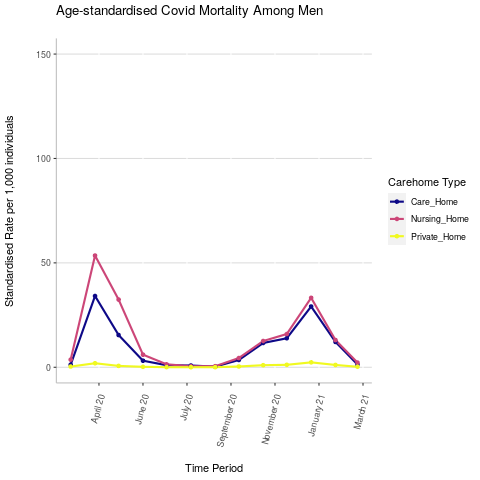 Age-standardised Covid Mortality Among Men
Standardised Rate per 1,000 individuals
150
100
50
0
April 20
June 20
July 20
September 20
November 20
January 21
March 21
Time Period
Carehome Type
Care_Home
Nursing_Home
Private_Home